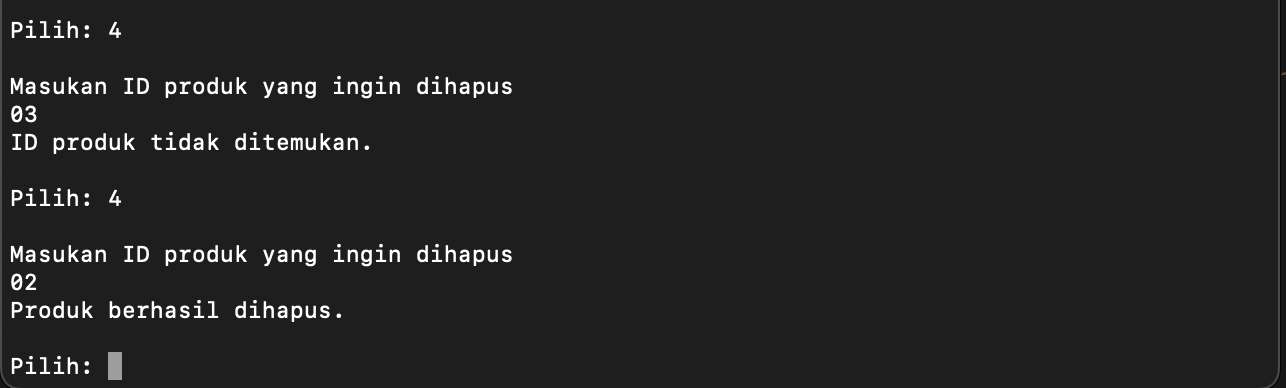 Pilih: 4
Masukan ID produk yang ingin dihapus
03
ID produk tidak ditemukan.
Pilih: 4
Masukan ID produk yang ingin dihapus
02
Produk berhasil dihapus.
Pilih: